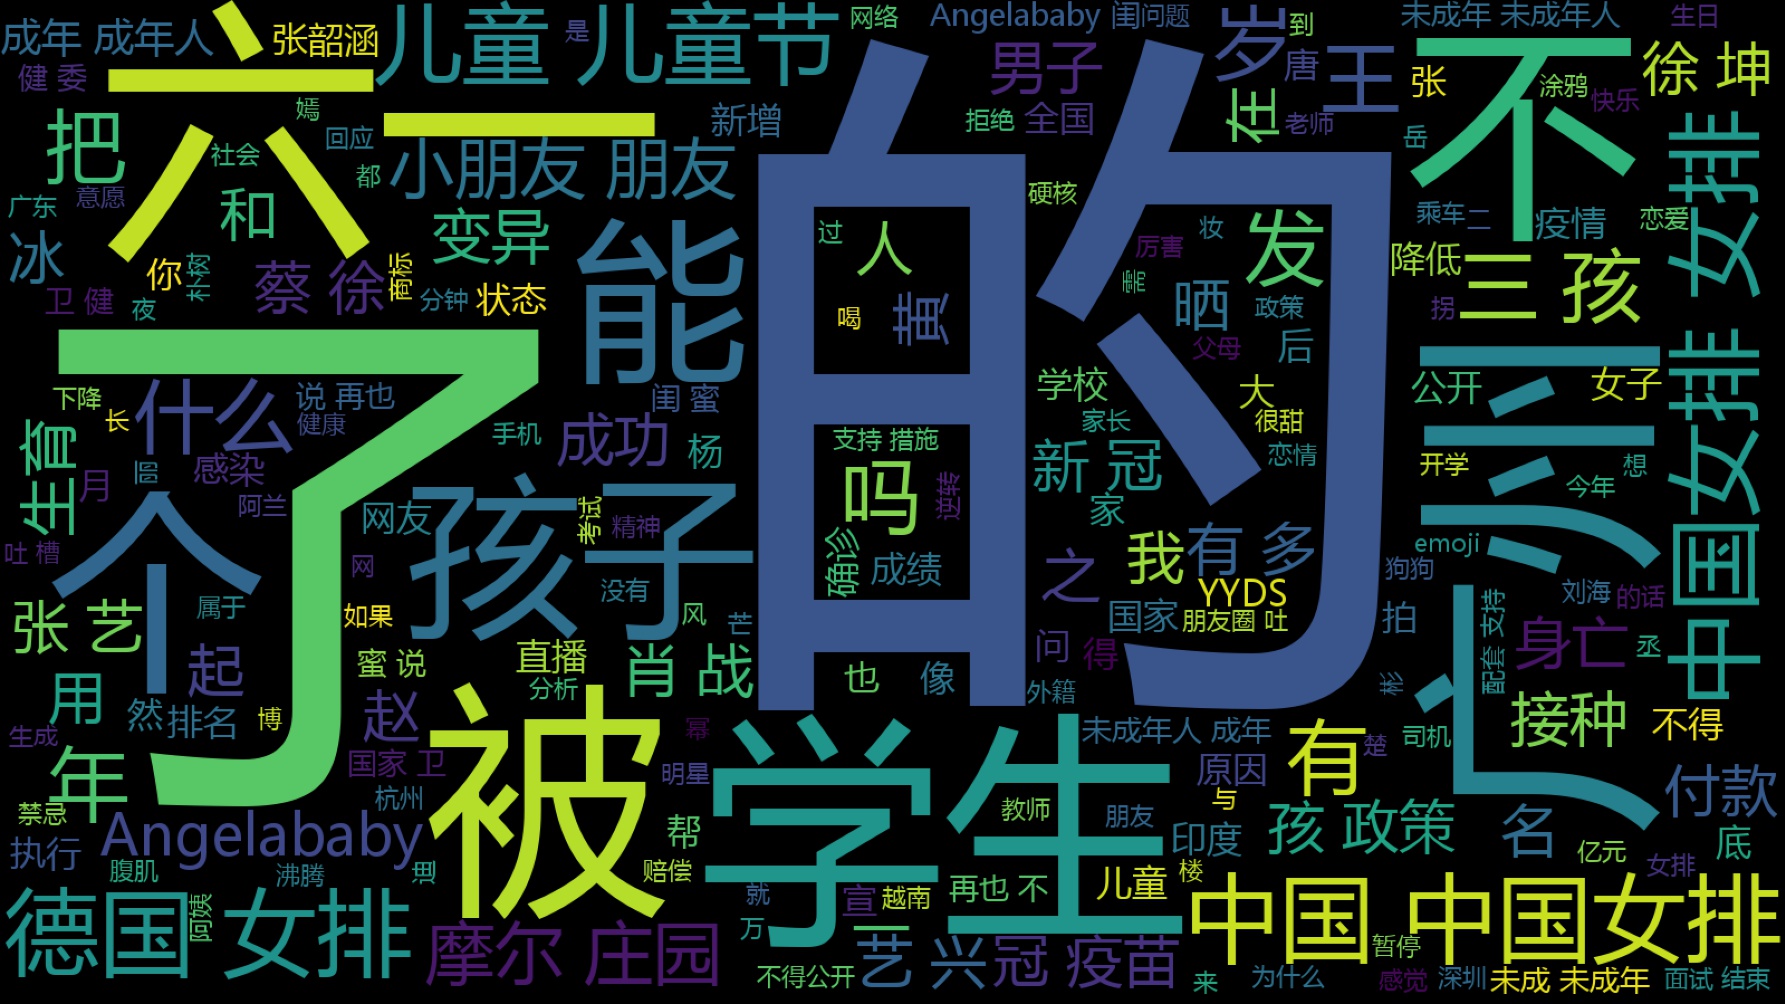 成年 成年人
六一
张韶涵
儿童 儿童节
是
网络
Angelababy 闺
问题
岁
到
未成年 未成年人
生日
健 委
嫣
回应
新增
男子
全国
拒绝
唐
王
在
老师
不
张
涂鸦
快乐
徐 坤
把
社会
都
小朋友 朋友
的
硬核
岳
女排 女排
广东
意愿
和
变异
能
过
人
厉害
妆
发
乘车
二
疫情
恋爱
冰
你
朴树
蔡 徐
商标
状态
喝
真
需
晒
政策
降低
三 孩
卫 健
夜
分钟
父母
后
拐
了
下降
长
什么
说 再也
健康
闺 蜜
学校
大
公开
女子
生育
月
感染
手机
成功
杨
支持 措施
家长
很甜
恋情
开学
今年
想
中国女排
阿兰
网友
孩子
考试
精神
吗
逆转
新 冠
家
emoji
吐 槽
个
网
没有
确诊
成绩
之
我
有 多
狗狗
张 艺
属于
如果
风
芒
YYDS
国家
朋友圈 吐
拍
刘海
的话
用
起
蜜 说
直播
分析
肖 战
也
像
问
得
外籍
彬
配套 支持
身亡
丞
然
排名
博
赵
被
学生
未成年人 成年
有
楚
司机
接种
不得
生成
年
国家 卫
幂
明星
原因
禁忌
杭州
教师
朋友
与
付款
执行
Angelababy
帮
印度
孩 政策
名
亿元
底
腹肌
沸腾
赔偿
儿童
楼
女排
德国 女排
阿姨
摩尔 庄园
就
万
宣
越南
再也 不
中国 中国女排
不得公开
艺 兴
冠 疫苗
来
为什么
暂停
感觉
深圳
未成 未成年
面试 结束